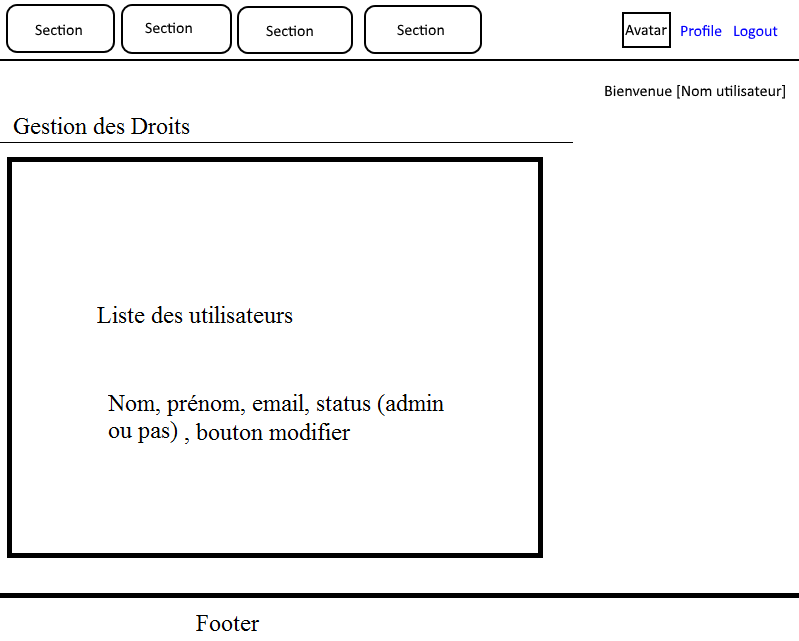 Section Section Section Section Avatar Profile Logout
Bienvenue [Nom utilisateur]
Gestion des Droits
Liste des utilisateurs
Nom, prénom, email, status (admin
ou pas) , bouton modifier
Footer